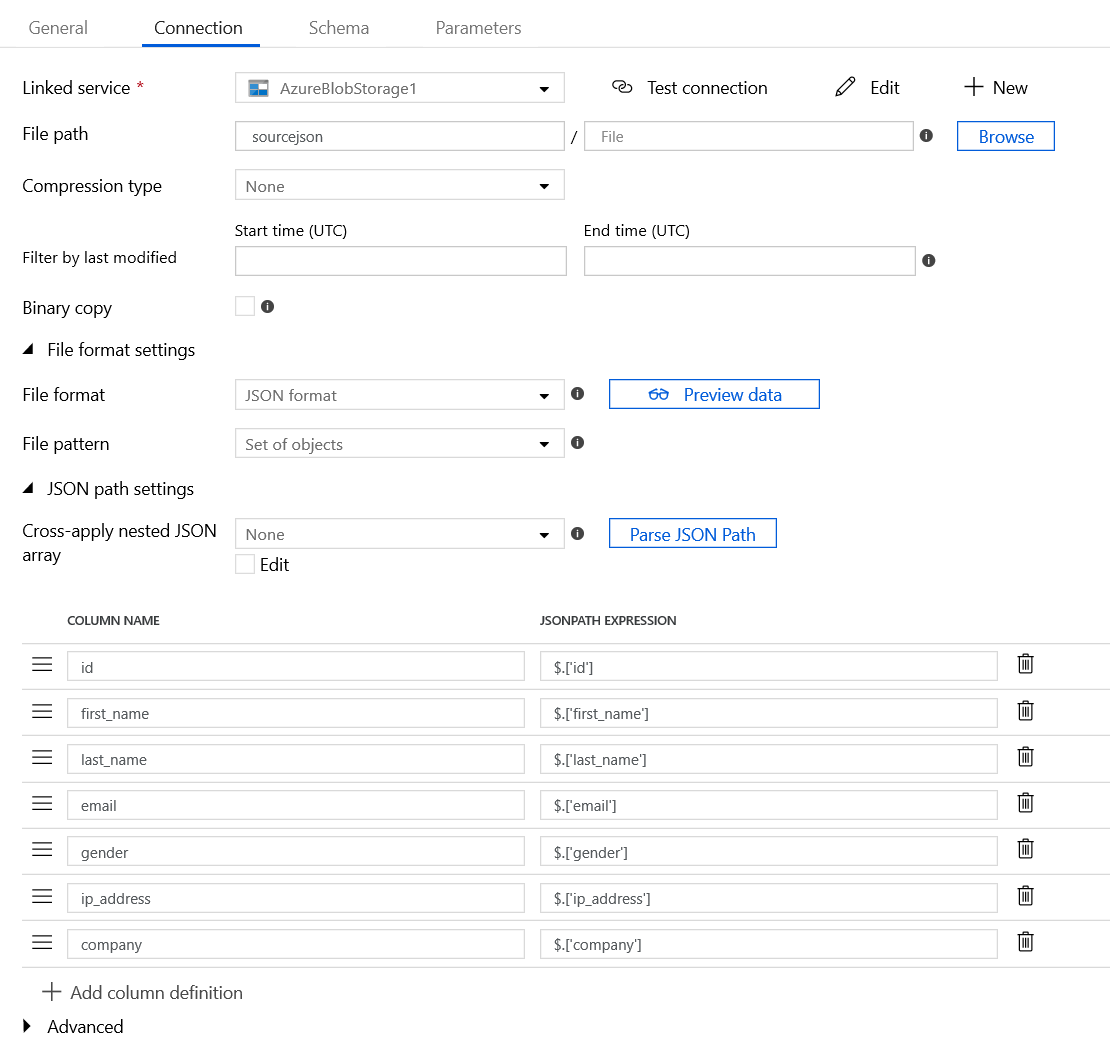 General Connection Schema Parameters
Linked service * AzureBlobStorage1 Test connection Edit New
File path sourcejson / File Browse
Compression type None
Start time (UTC) End time (UTC)
Filter by last modified
Binary copy
File format settings
File format JSON format Preview data
File pattern Set of objects
JSON path settings
Cross-apply nested JSON array None Parse JSON Path
Edit
COLUMN NAME JSONPATH EXPRESSION
id $.['id']
first_name $.['first_name']
last_name $.['last_name']
email $.['email']
gender $.['gender']
ip_address $.['ip_address']
company $.['company']
Add column definition
Advanced